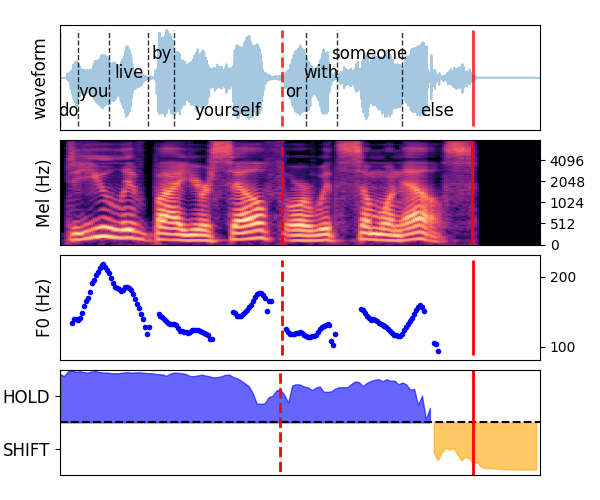 waveform
do you live by yourself or with someone else
Mel (Hz)
4096
2048
1024
512
0
F0 (Hz)
200
100
HOLD
SHIFT